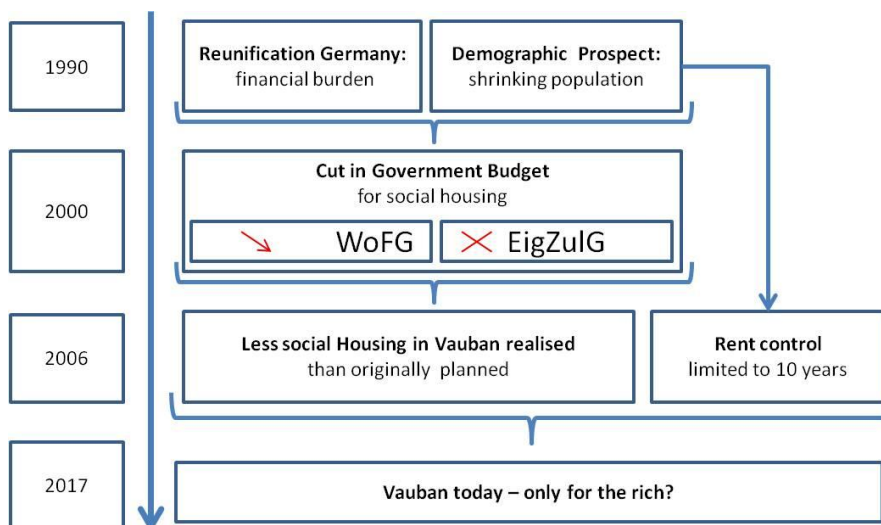 1990
Reunification Germany:
financial burden
Demographic Prospect:
shrinking population
2000
Cut in Government Budget
for social housing
WoFG
EigZulG
2006
Less social Housing in Vauban realised
than originally planned
Rent control
limited to 10 years
2017
Vauban today – only for the rich?